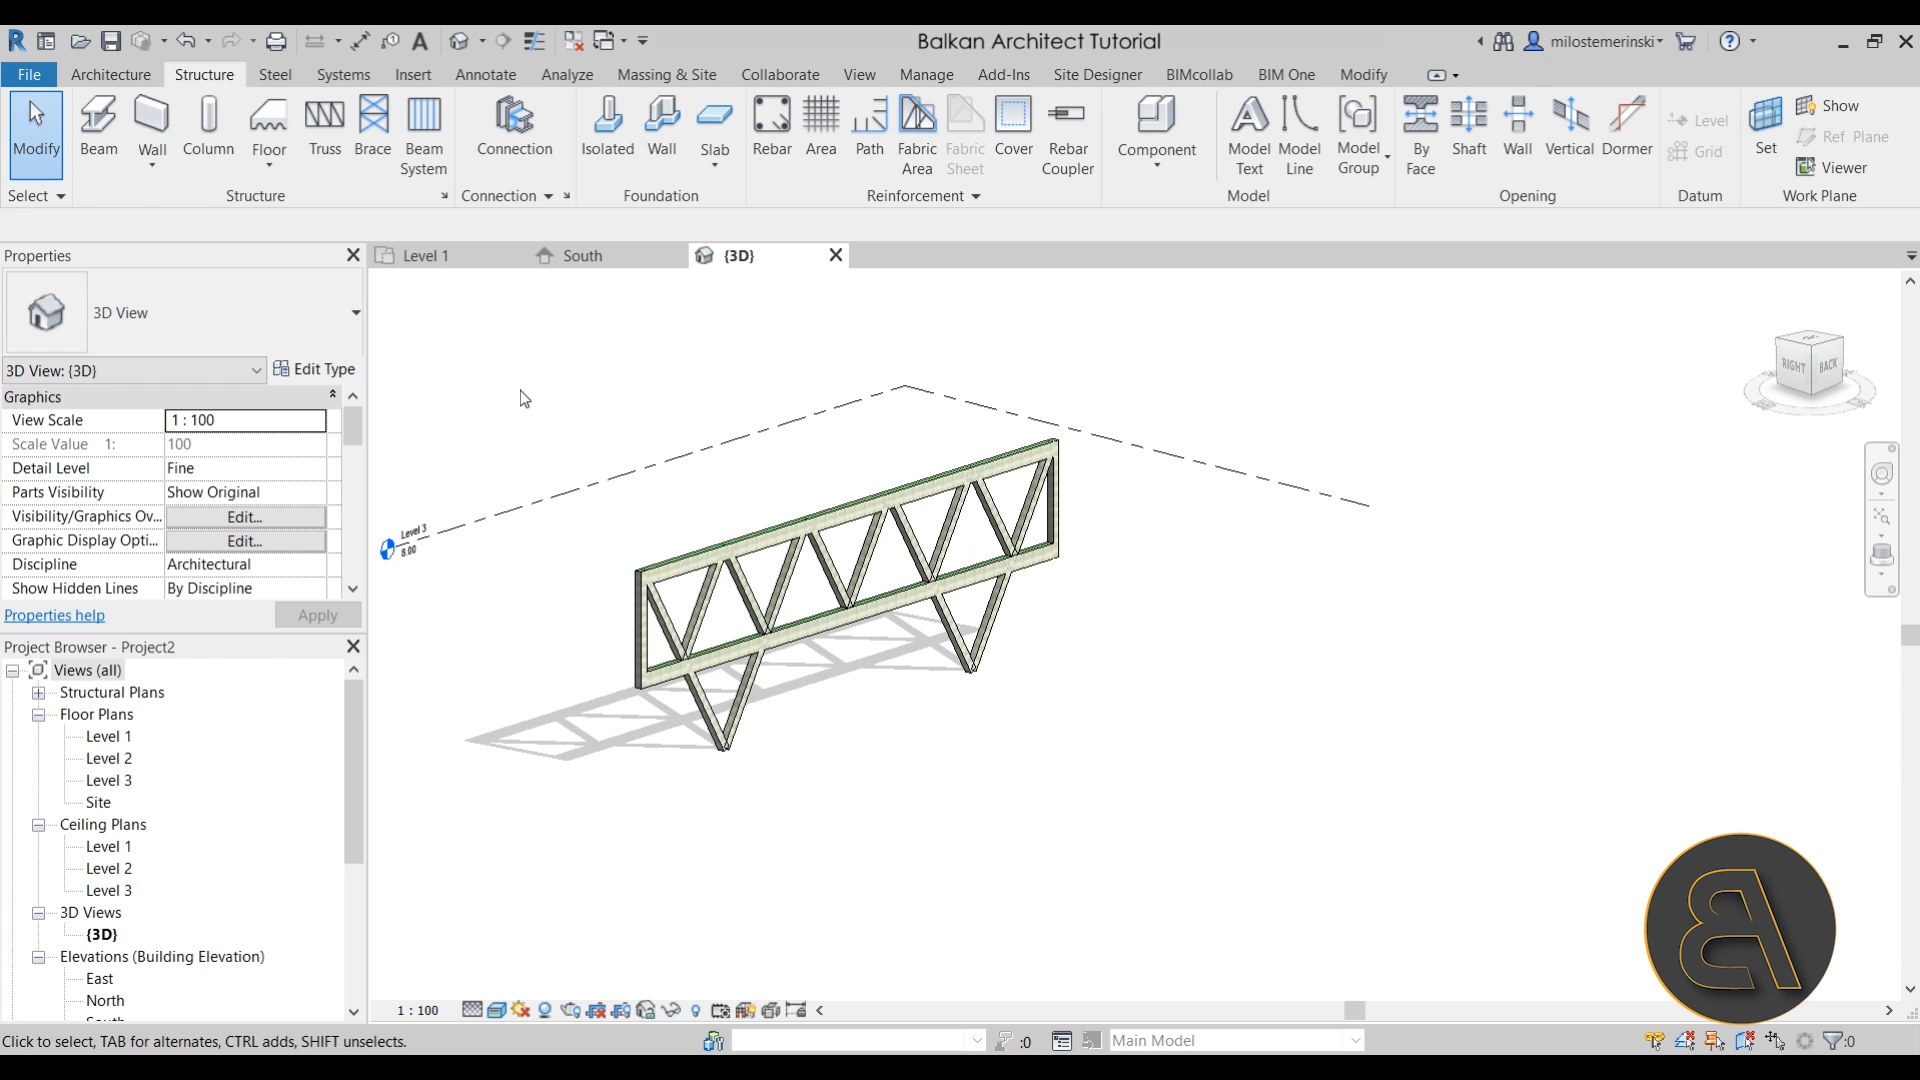 Balkan Architect Tutorial
milostemerinski
File Architecture Structure Steel Systems Insert Annotate Analyze Massing & Site Collaborate View Manage Add-Ins Site Designer BIMcollab BIM One Modify
Modify Beam Wall Column Floor Truss Brace Beam System Connection Isolated Wall Slab Rebar Area Path Fabric Area Fabric Sheet Cover Rebar Coupler Component Model Text Model Line Model Group By Face Shaft Wall Vertical Dormer Level Grid Set Show Ref Plane Viewer
Select Structure Connection Foundation Reinforcement Model Opening Datum Work Plane
Properties
Level 1 South {3D}
3D View
3D View: {3D} Edit Type
Graphics
View Scale 1 : 100
Scale Value 1: 100
Detail Level Fine
Parts Visibility Show Original
Visibility/Graphics Ov... Edit...
Graphic Display Opti... Edit...
Discipline Architectural
Show Hidden Lines By Discipline
Properties help Apply
Project Browser - Project2
Views (all)
Structural Plans
Floor Plans
Level 1
Level 2
Level 3
Site
Ceiling Plans
Level 1
Level 2
Level 3
3D Views
{3D}
Elevations (Building Elevation)
East
North
Level 3
8.00
RIGHT BACK
1 : 100
Click to select, TAB for alternates, CTRL adds, SHIFT unselects.
:0
Main Model
:0